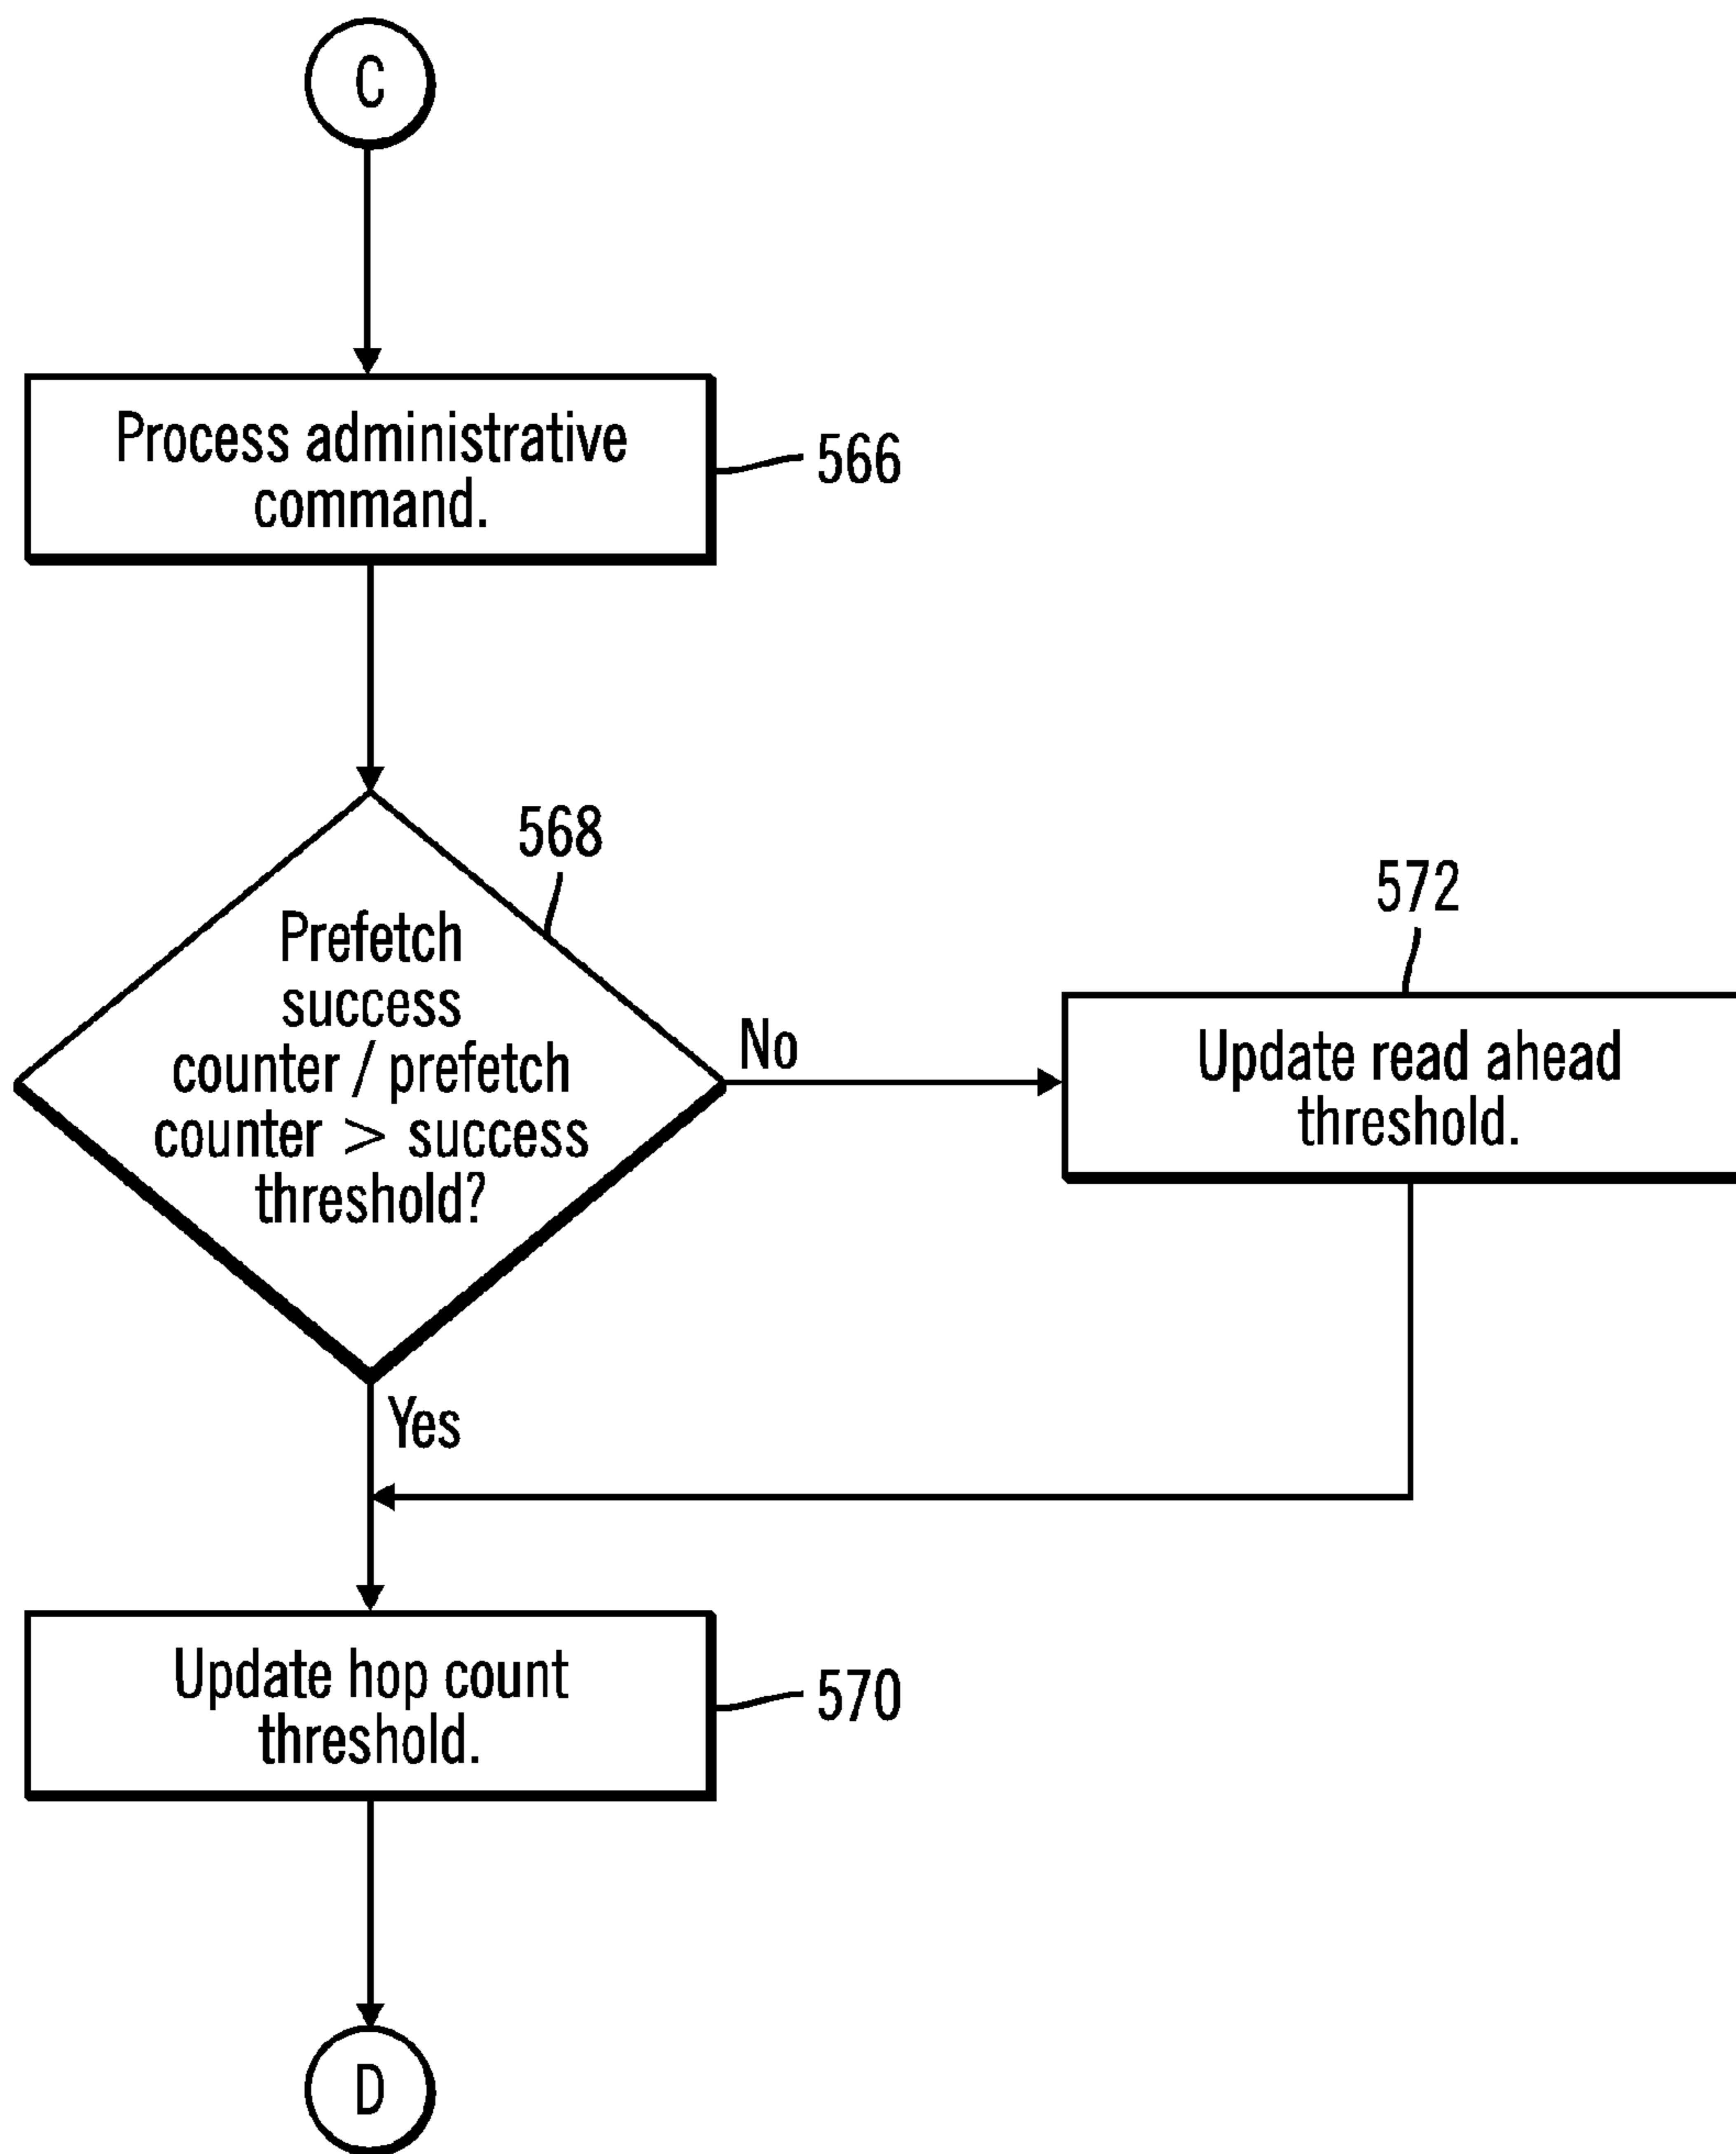 C
Process administrative
command.
566
568
Prefetch
success
counter / prefetch
counter > success
threshold?
No
572
Update read ahead
threshold.
Yes
Update hop count
threshold.
570
D